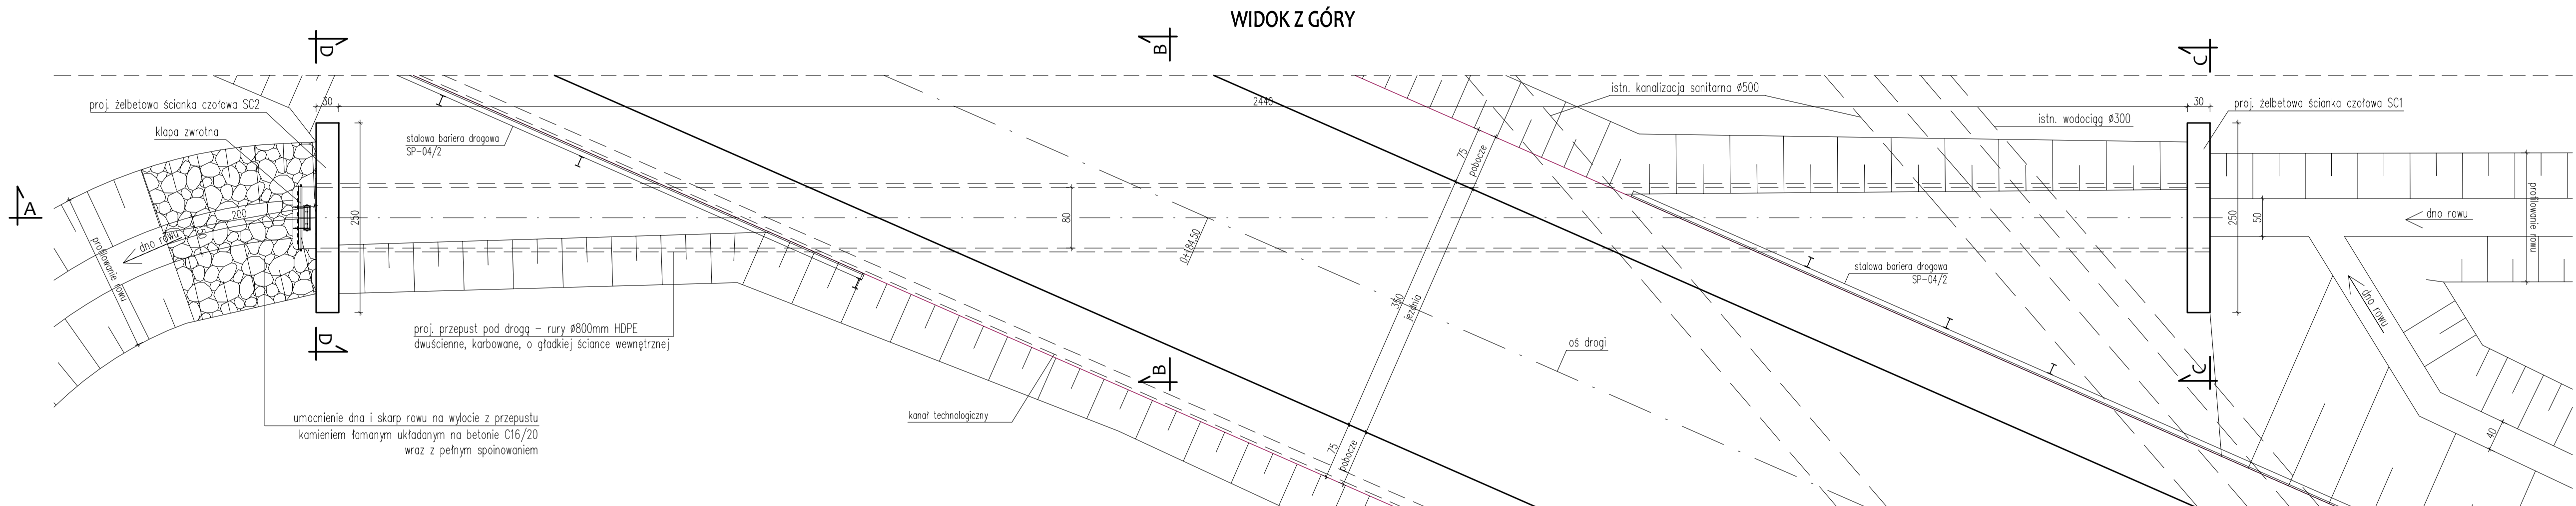 WIDOK Z GÓRY
D
B
C
proj. żelbetowa ścianka czołowa SC2
30
2440
30
proj. żelbetowa ścianka czołowa SC1
istn. kanalizacja sanitarna Ø500
istn. wodociąg Ø300
klapa zwrotna
stalowa bariera drogowa
SP-04/2
75
pobocze
A
200
50
dno rowu
profilowanie rowu
250
80
0+184,50
250
50
dno rowu
profilowanie rowu
stalowa bariera drogowa
SP-04/2
350
jezdnia
dno rowu
proj. przepust pod drogą – rury Ø800mm HDPE
dwuścienne, karbowane, o gładkiej ściance wewnętrznej
oś drogi
D
B
C
umocnienie dna i skarp rowu na wylocie z przepustu
kamieniem łamanym układanym na betonie C16/20
wraz z pełnym spoinowaniem
kanał technologiczny
75
pobocze
40